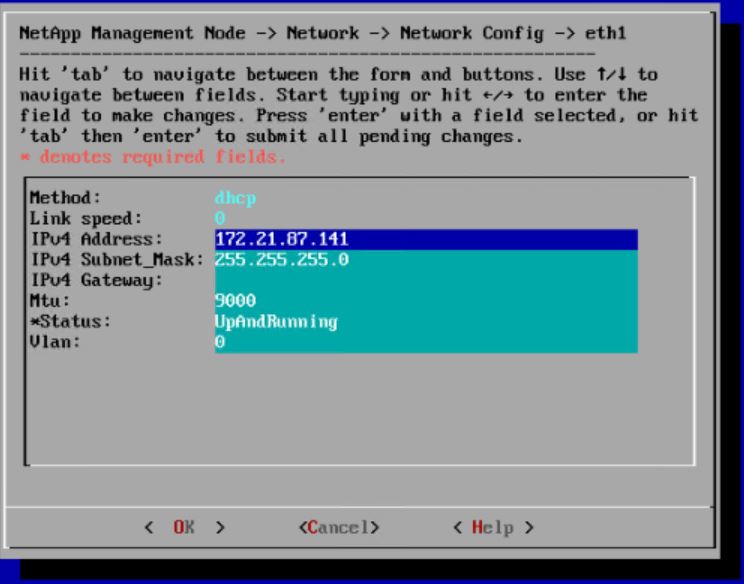 NetApp Management Node -> Network -> Network Config -> eth1
Hit 'tab' to navigate between the form and buttons. Use ↑/↓ to
navigate between fields. Start typing or hit ←/→ to enter the
field to make changes. Press 'enter' with a field selected, or hit
'tab' then 'enter' to submit all pending changes.
* denotes required fields.
Method: dhcp
Link speed: 0
IPv4 Address: 172.21.87.141
IPv4 Subnet_Mask: 255.255.255.0
IPv4 Gateway:
Mtu: 9000
*Status: UpAndRunning
Vlan: 0
< OK > <Cancel> < Help >